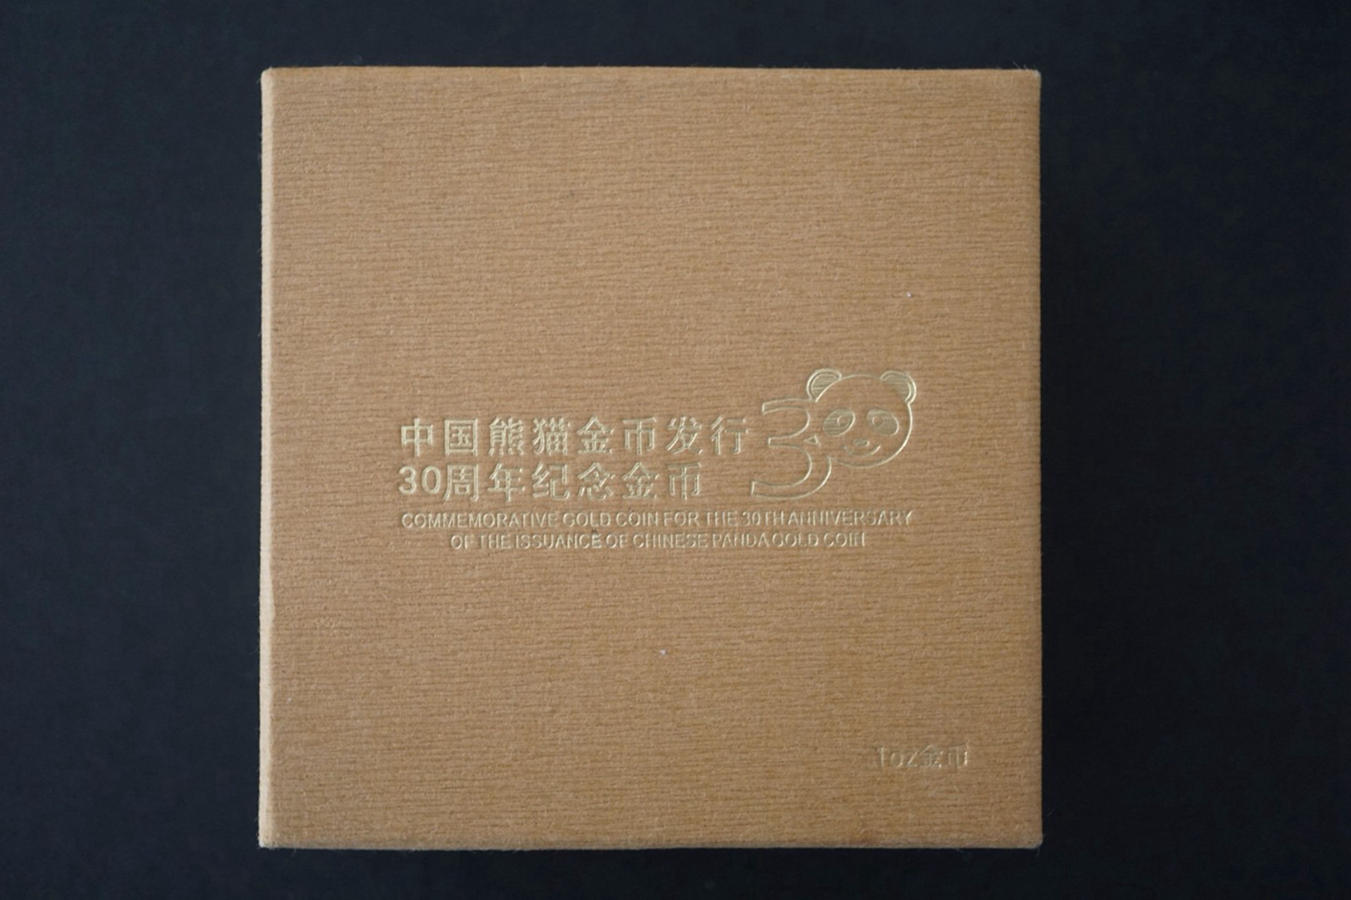 中国熊猫金币发行
30周年纪念金币
30
COMMEMORATIVE GOLD COIN FOR THE 30TH ANNIVERSARY
OF THE ISSUANCE OF CHINESE PANDA GOLD COIN
1oz金币